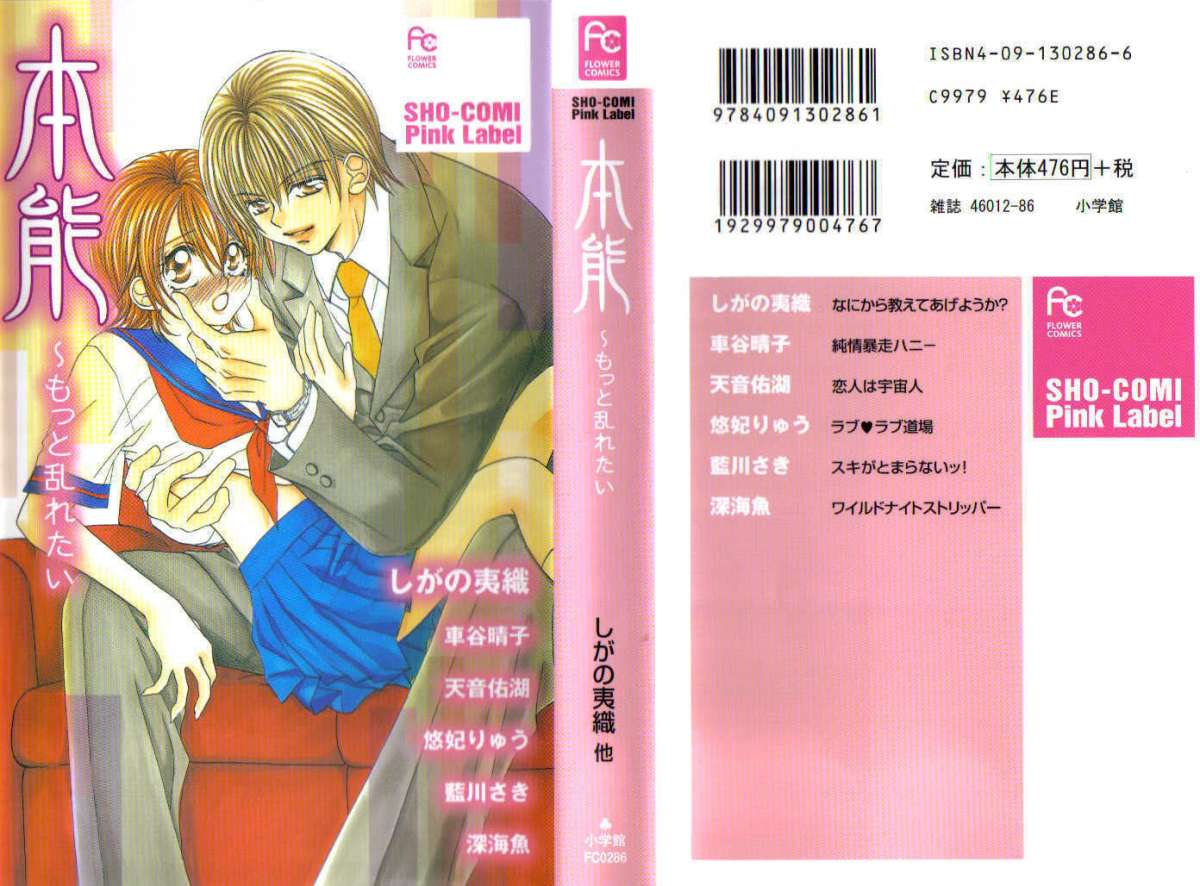 本能
～もっと乱れたい
FLOWER
COMICS
SHO-COMI
Pink Label
しがの夷織
車谷晴子
天音佑湖
悠妃りゅう
藍川さき
深海魚
FLOWER
COMICS
SHO-COMI
Pink Label
本能
～もっと乱れたい
しがの夷織 他
小学館
FC0286
9784091302861
1929979004767
ISBN4-09-130286-6
C9979 ¥476E
定価：本体476円+税
雑誌 46012-86 小学館
しがの夷織 なにから教えてあげようか?
車谷晴子 純情暴走ハニー
天音佑湖 恋人は宇宙人
悠妃りゅう ラブ♥ラブ道場
藍川さき スキがとまらないッ!
深海魚 ワイルドナイトストリッパー
FLOWER
COMICS
SHO-COMI
Pink Label